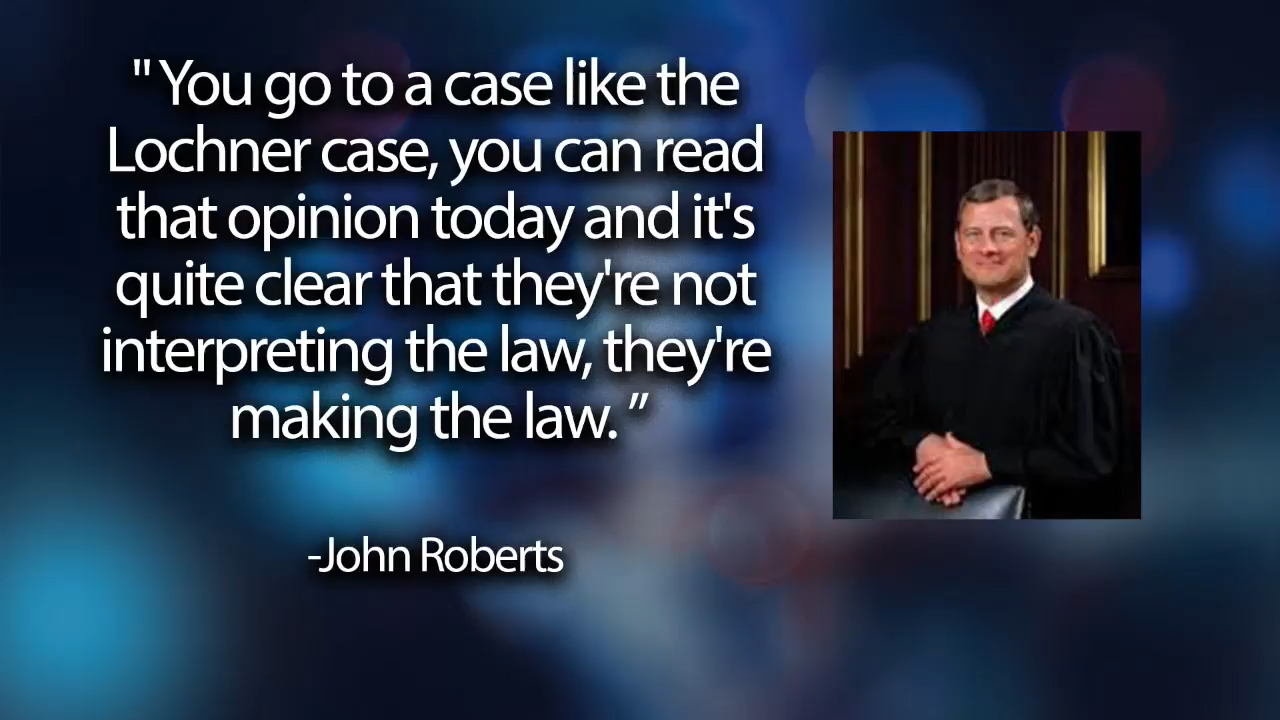 " You go to a case like the
Lochner case, you can read
that opinion today and it's
quite clear that they're not
interpreting the law, they're
making the law. ”
-John Roberts